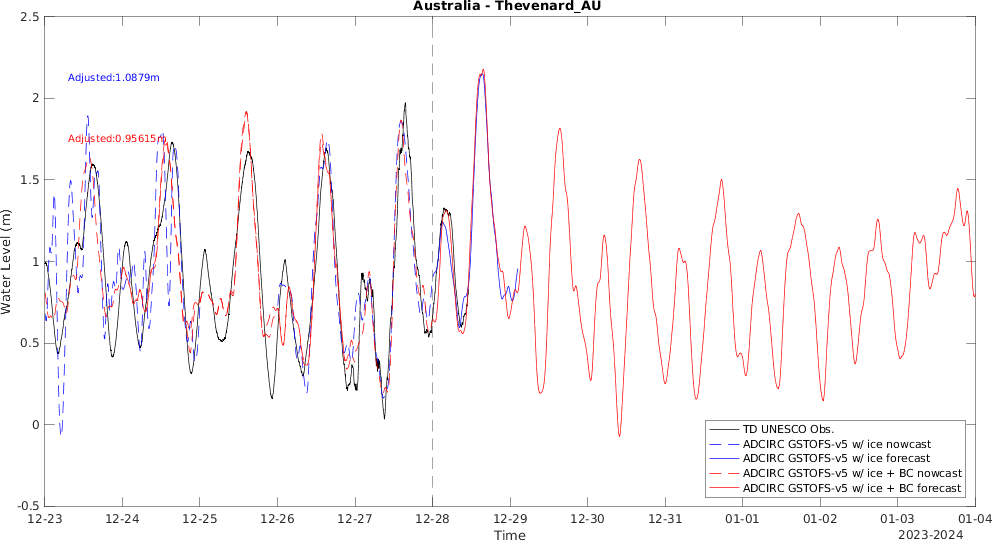 Australia - Thevenard_AU
2.5
2
1.5
1
0.5
0
-0.5
Water Level (m)
Adjusted:1.0879m
Adjusted:0.95615m
TD UNESCO Obs.
ADCIRC GSTOFS-v5 w/ ice nowcast
ADCIRC GSTOFS-v5 w/ ice forecast
ADCIRC GSTOFS-v5 w/ ice + BC nowcast
ADCIRC GSTOFS-v5 w/ ice + BC forecast
12-23 12-24 12-25 12-26 12-27 12-28 12-29 12-30 12-31 01-01 01-02 01-03 01-04
Time
2023-2024